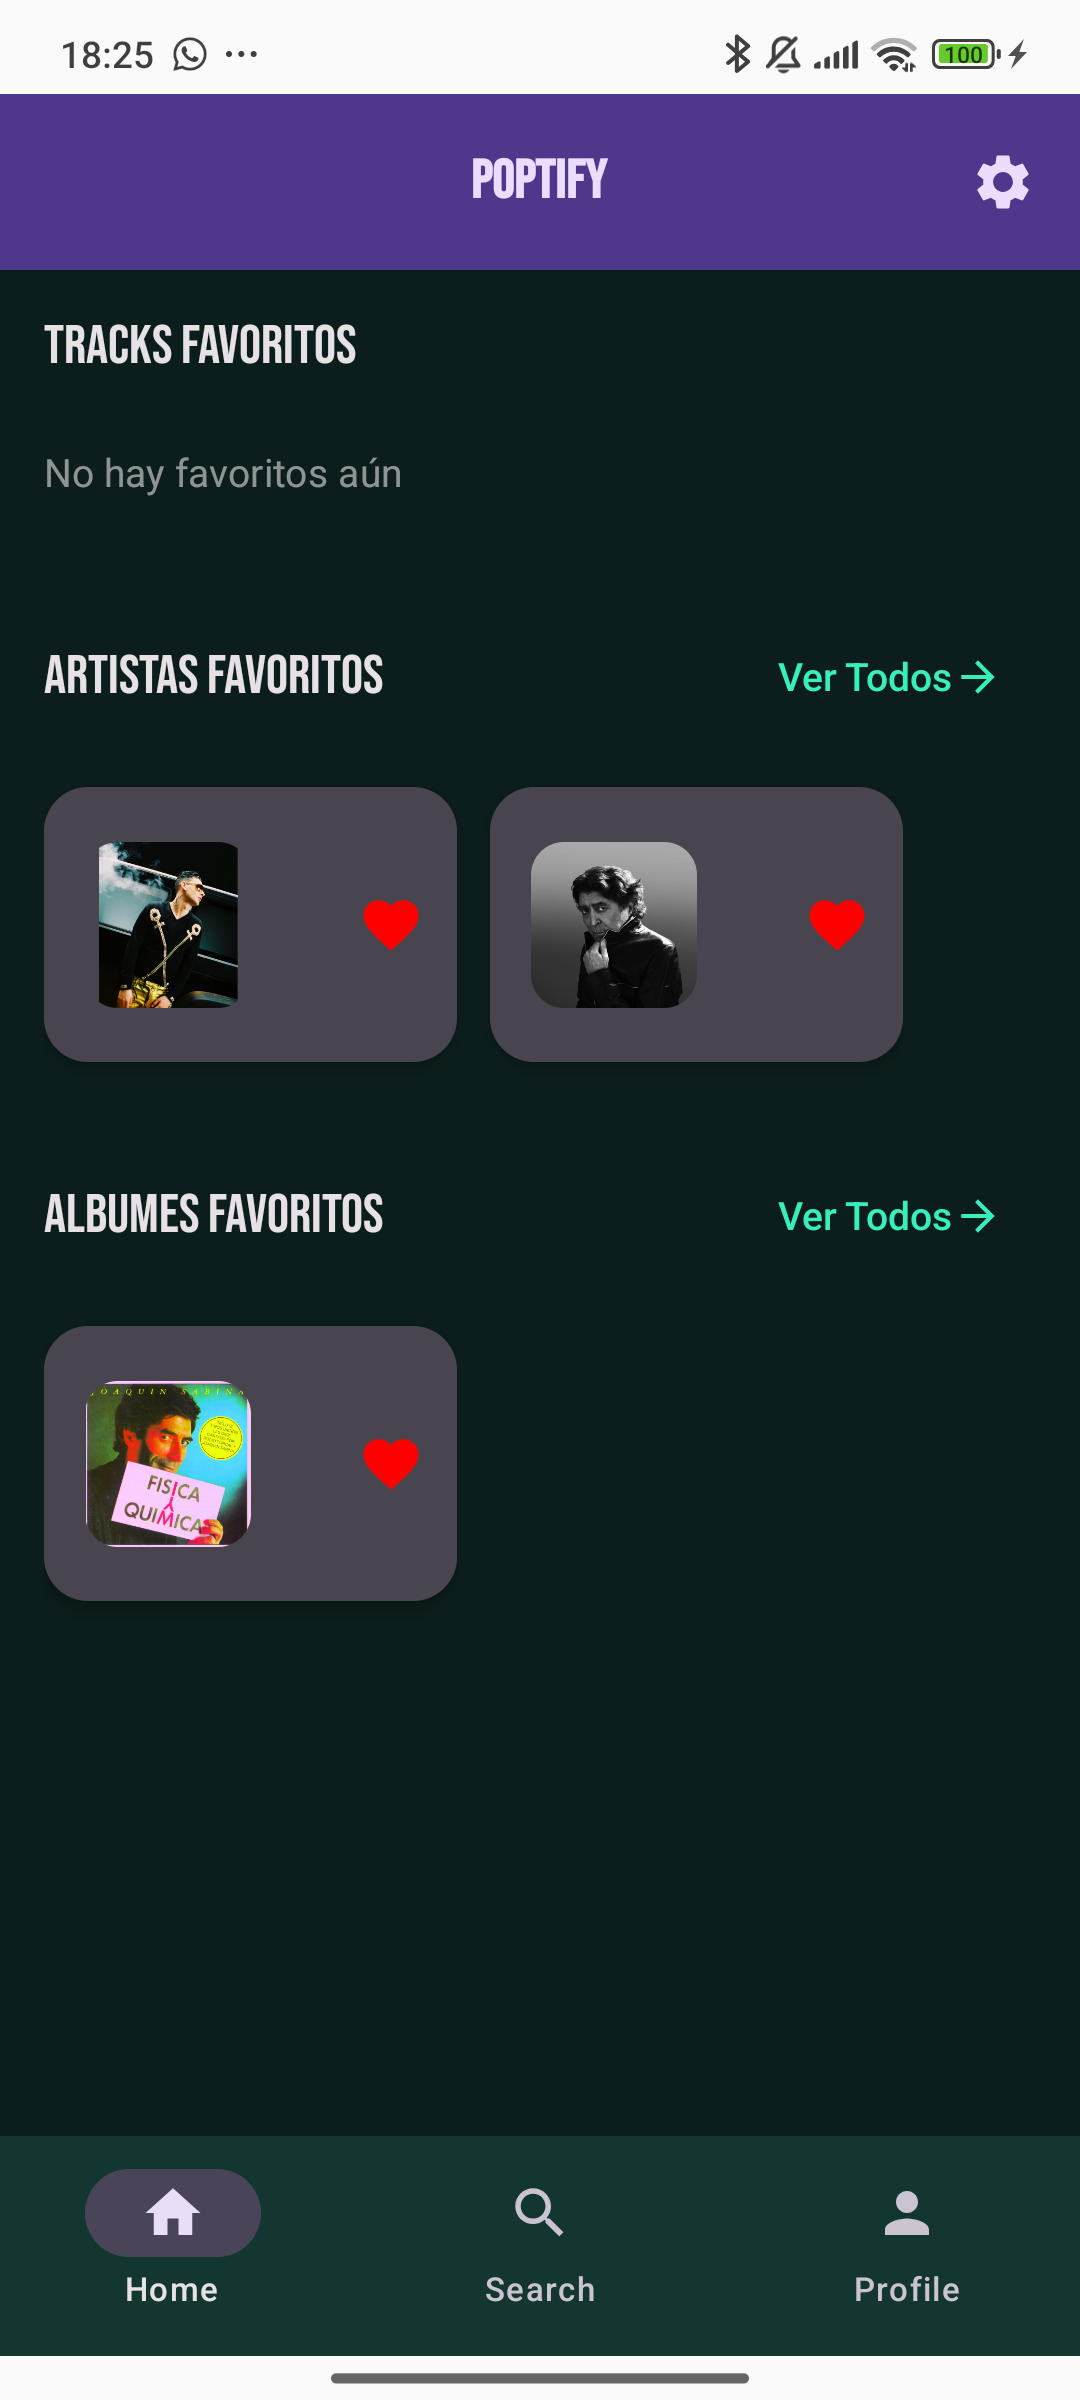 18:25
100
POPTIFY
TRACKS FAVORITOS
No hay favoritos aún
ARTISTAS FAVORITOS
Ver Todos
ALBUMES FAVORITOS
Ver Todos
JOAQUIN SABINA
FISICA
Y
QUIMICA
Home
Search
Profile